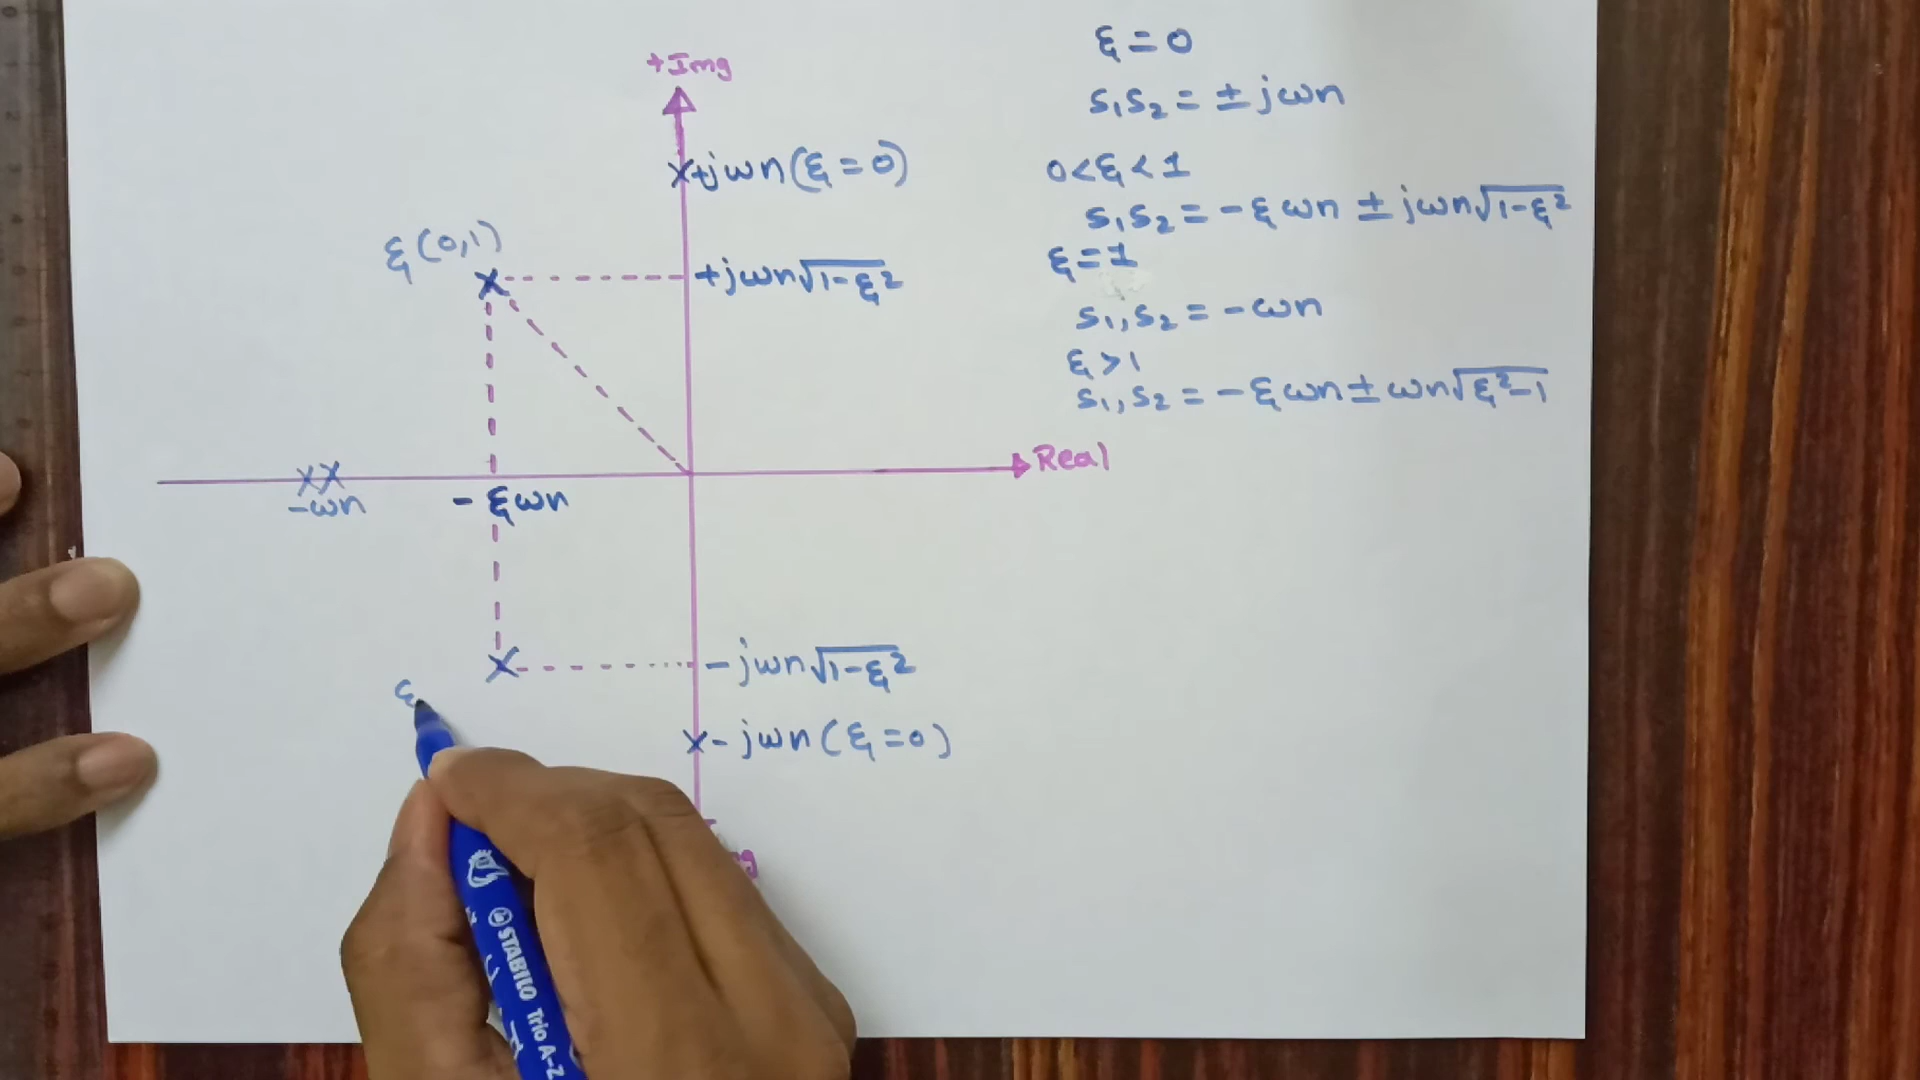 +Img
+jωn(ξ=0)
ξ(0,1)
+jωn√1-ξ²
Real
-ωn
-ξωn
-jωn√1-ξ²
ξ
-jωn(ξ=0)
ξ=0
s₁s₂=±jωn
0<ξ<1
s₁s₂=-ξωn±jωn√1-ξ²
ξ=1
s₁,s₂=-ωn
ξ>1
s₁,s₂=-ξωn±ωn√ξ²-1
STABILO Trio A-Z